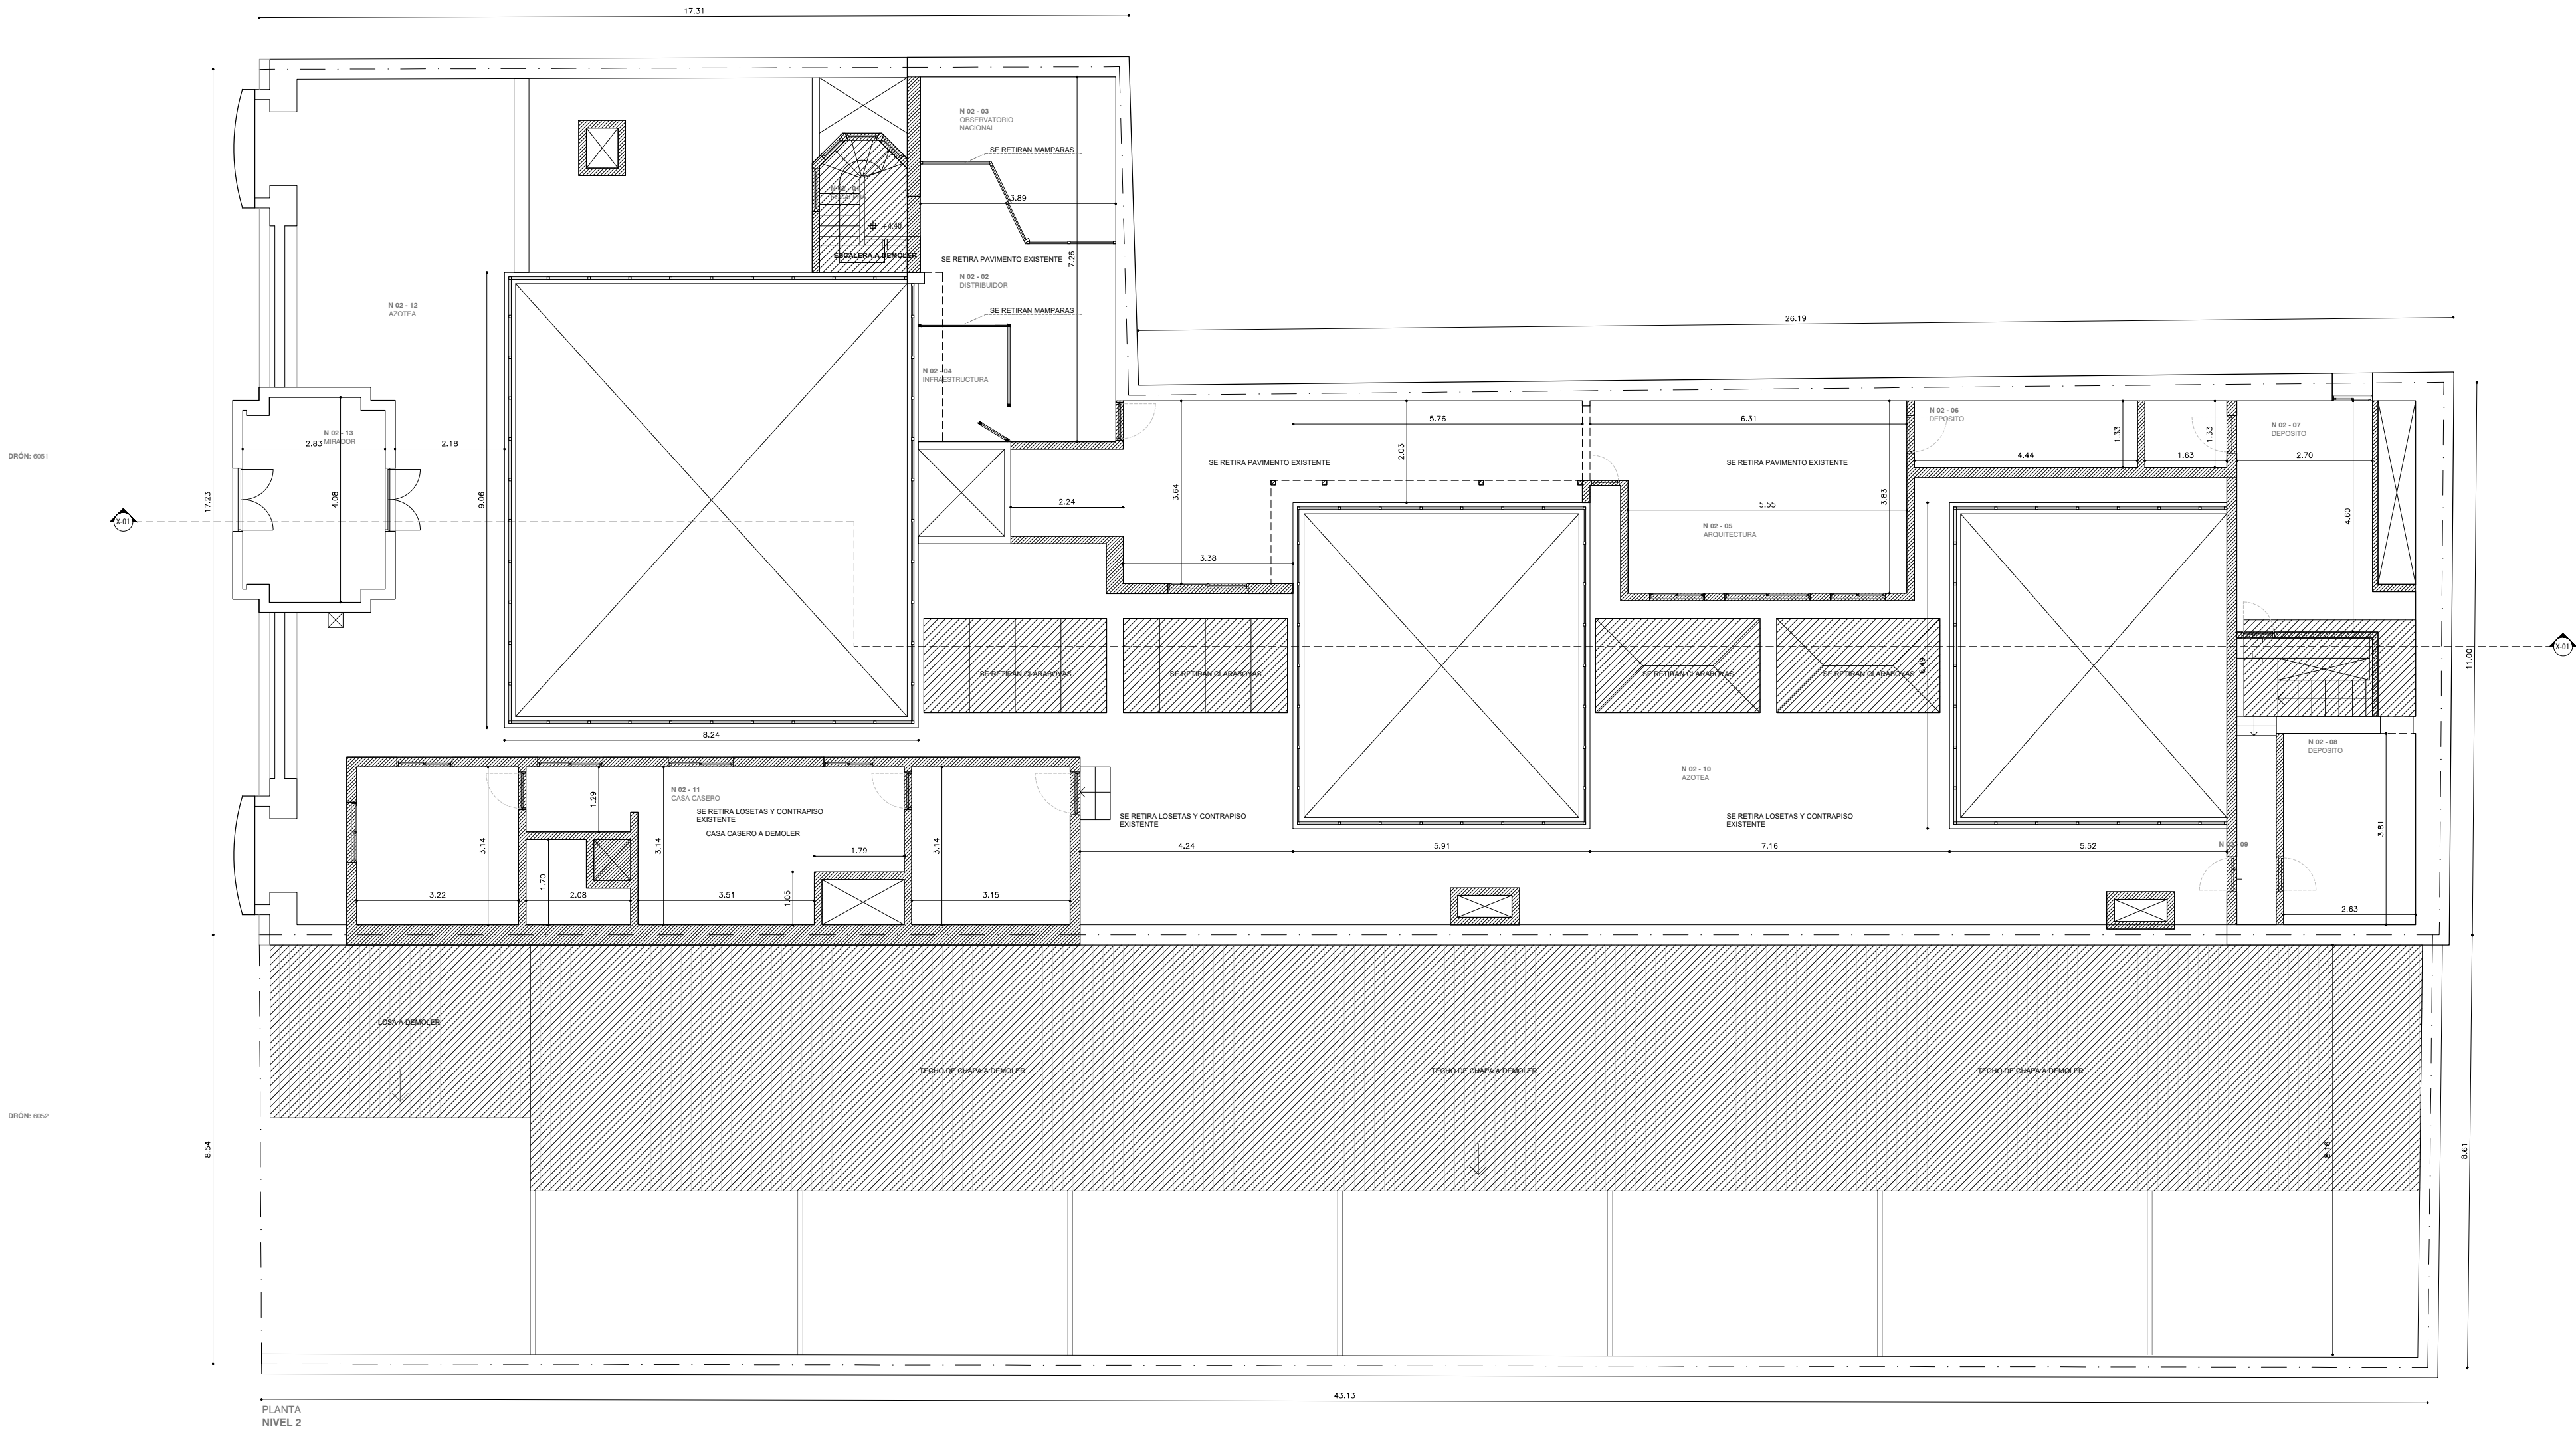 17.31
N 02 - 03
OBSERVATORIO
NACIONAL
SE RETIRAN MAMPARAS
3.89
+4.40
ESCALERA A DEMOLER
SE RETIRA PAVIMENTO EXISTENTE
7.26
N 02 - 02
DISTRIBUIDOR
SE RETIRAN MAMPARAS
N 02 - 12
AZOTEA
26.19
N 02 - 04
INFRAESTRUCTURA
N 02 - 13
MIRADOR
2.83
2.18
4.08
9.06
17.23
DRÓN: 6051
X-01
5.76
6.31
2.03
SE RETIRA PAVIMENTO EXISTENTE
SE RETIRA PAVIMENTO EXISTENTE
3.64
2.24
3.38
3.83
5.55
N 02 - 05
ARQUITECTURA
N 02 - 06
DEPOSITO
1.33
1.33
4.44
1.63
2.70
N 02 - 07
DEPOSITO
4.60
X-01
11.00
SE RETIRAN CLARABOYAS
SE RETIRAN CLARABOYAS
SE RETIRAN CLARABOYAS
SE RETIRAN CLARABOYAS
6.49
8.24
N 02 - 08
DEPOSITO
N 02 - 10
AZOTEA
N 02 - 11
CASA CASERO
1.29
SE RETIRA LOSETAS Y CONTRAPISO
EXISTENTE
CASA CASERO A DEMOLER
SE RETIRA LOSETAS Y CONTRAPISO
EXISTENTE
SE RETIRA LOSETAS Y CONTRAPISO
EXISTENTE
3.14
3.14
3.14
1.79
1.70
1.05
3.22
2.08
3.51
3.15
4.24
5.91
7.16
5.52
09
3.81
2.63
LOSA A DEMOLER
TECHO DE CHAPA A DEMOLER
TECHO DE CHAPA A DEMOLER
TECHO DE CHAPA A DEMOLER
DRÓN: 6052
8.54
8.16
8.61
43.13
PLANTA
NIVEL 2